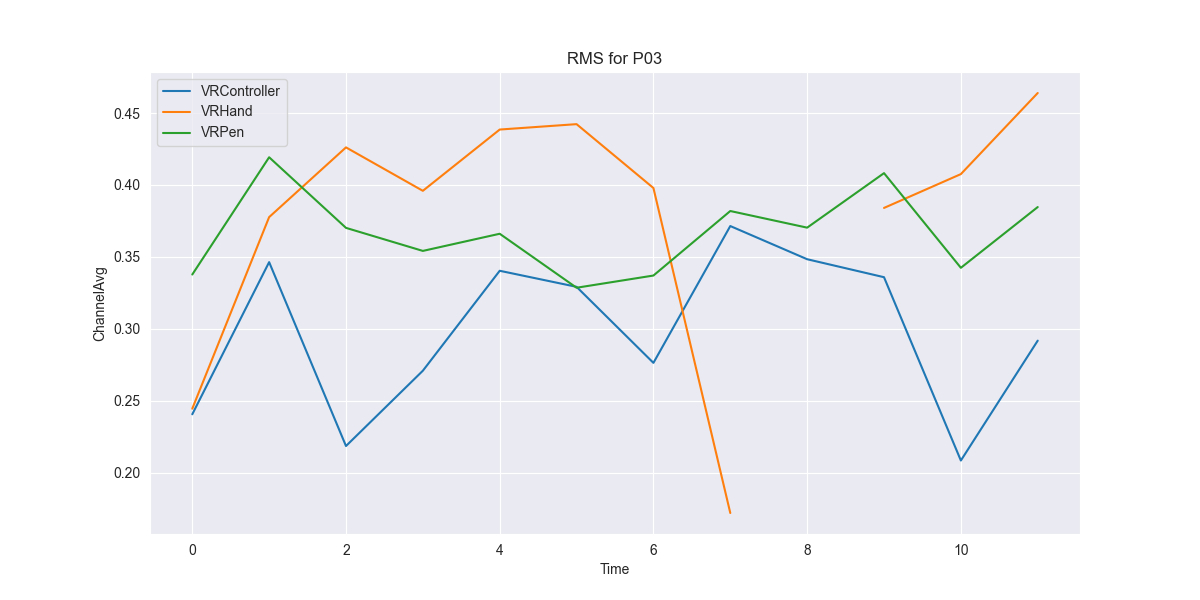 RMS for P03
VRController
VRHand
VRPen
ChannelAvg
0.45
0.40
0.35
0.30
0.25
0.20
0 2 4 6 8 10
Time